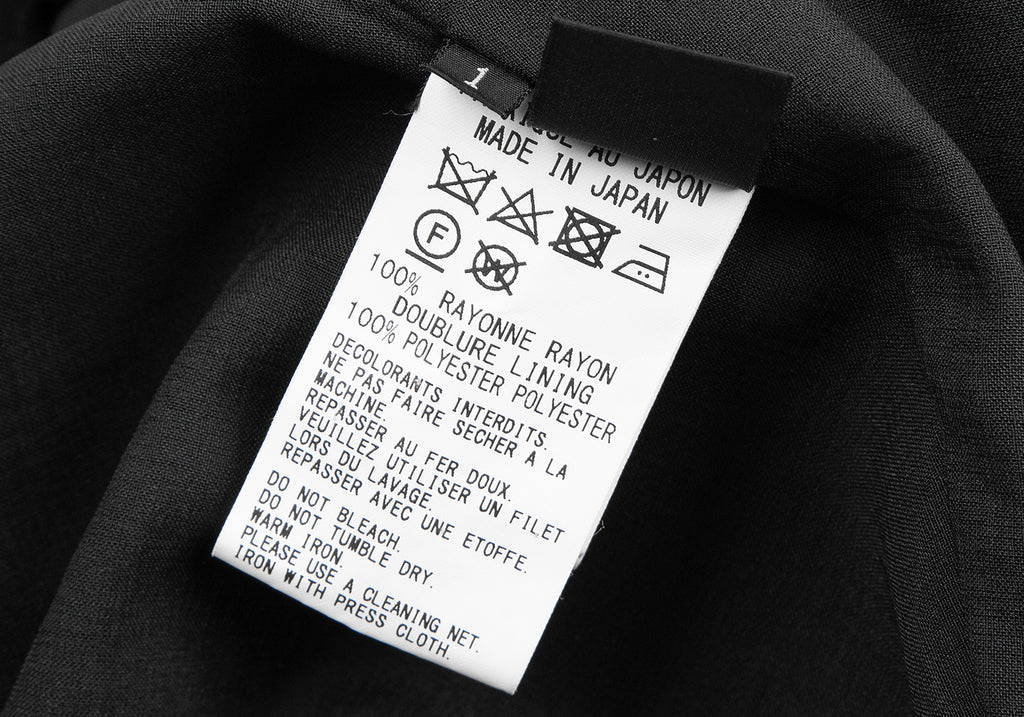 1
AU JAPON
MADE IN JAPAN
F
W
100% RAYONNE RAYON
DOUBLURE LINING
100% POLYESTER POLYESTER
DECOLORANTS INTERDITS.
NE PAS FAIRE SECHER A LA
MACHINE.
REPASSER AU FER DOUX.
VEUILLEZ UTILISER UN FILET
LORS DU LAVAGE.
REPASSER AVEC UNE ETOFFE.
DO NOT BLEACH.
DO NOT TUMBLE DRY.
WARM IRON.
PLEASE USE A CLEANING NET.
IRON WITH PRESS CLOTH.